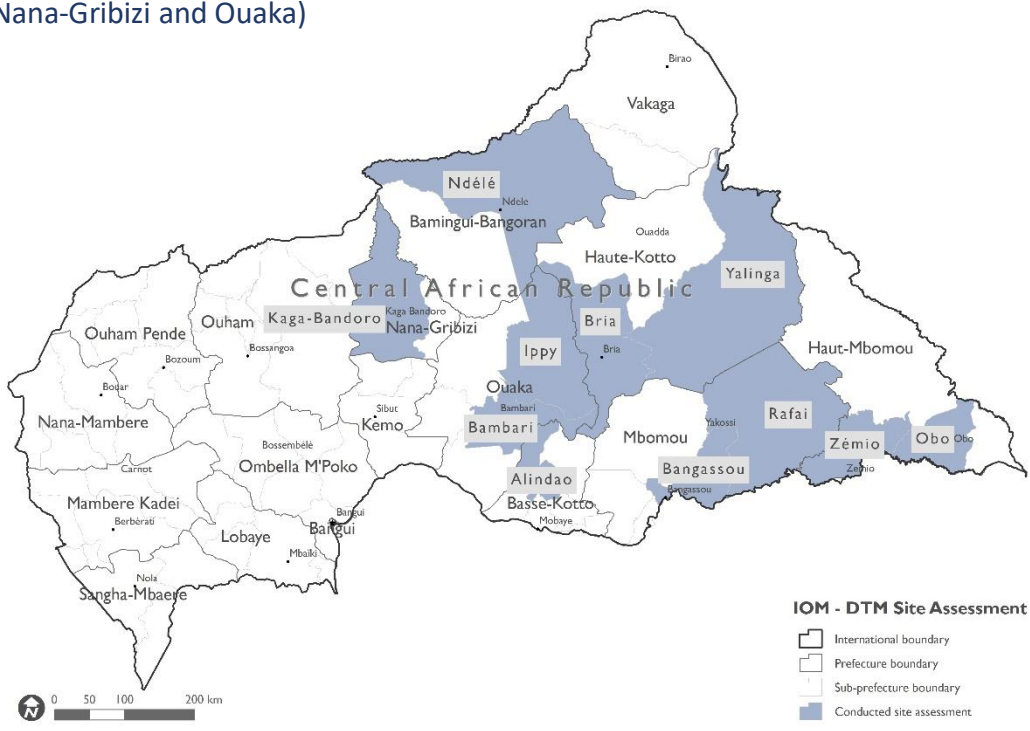 Nana-Gribizi and Ouaka)
Birao
Vakaga
Ndélé
Ndele
Bamingui-Bangoran
Ouadda
Haute-Kotto
Yalinga
Central African Republic
Kaga-Bandoro
Kaga Bandoro
Nana-Gribizi
Bria
Bria
Ouham Pende
Ouham
Bossangoa
Bozoum
Ippy
Haut-Mbomou
Bouar
Nana-Mambere
Ouaka
Bambari
Bambari
Sibut
Kemo
Mbomou
Yakossi
Rafai
Zémio
Zemio
Obo
Obo
Bossembélé
Ombella M'Poko
Carnot
Mambere Kadei
Berbérati
Alindao
Basse-Kotto
Mobaye
Bangassou
Bangassou
Bangui
Bangui
Lobaye
Mbaïki
Nola
Sangha-Mbaere
IOM - DTM Site Assessment
International boundary
Prefecture boundary
Sub-prefecture boundary
Conducted site assessment
N
0 50 100 200 km